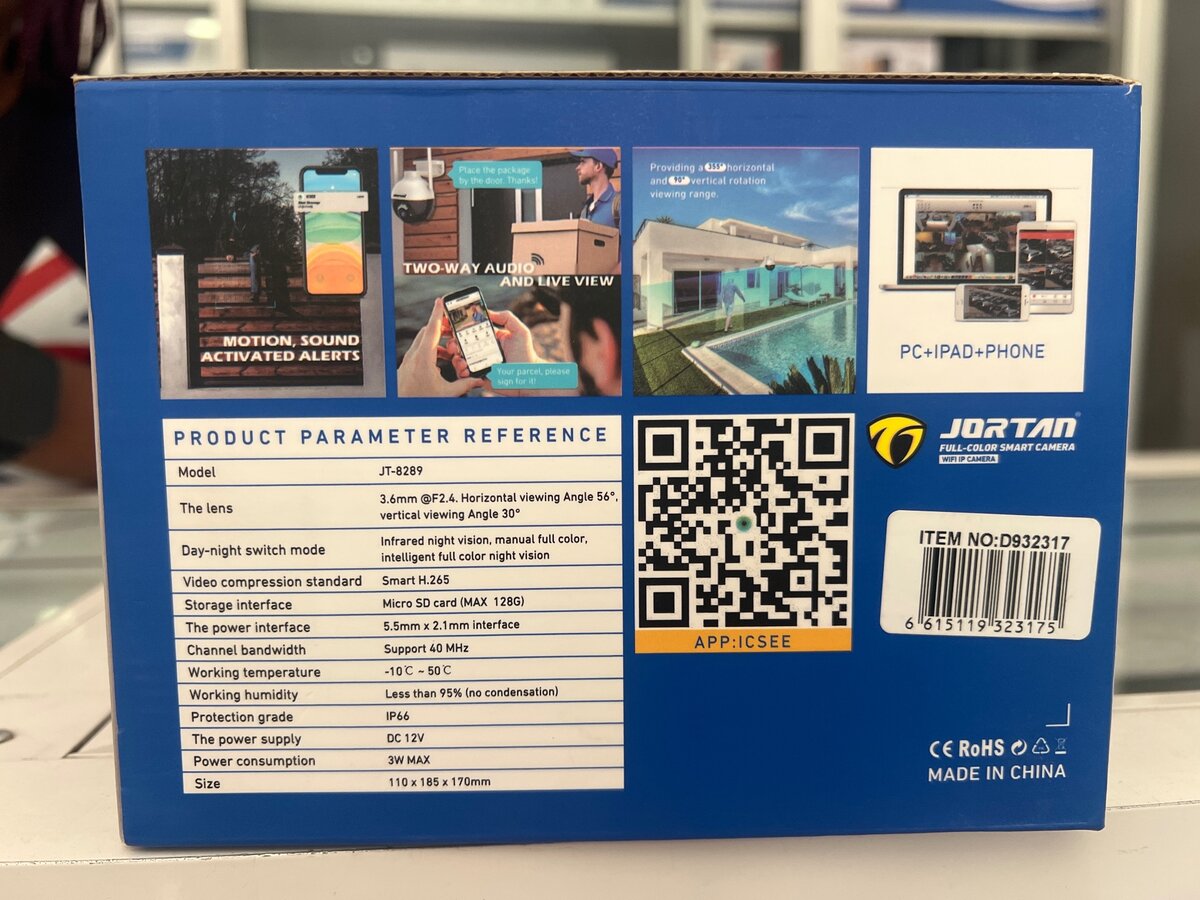 MOTION, SOUND
ACTIVATED ALERTS
Place the package
by the door. Thanks!
TWO-WAY AUDIO
AND LIVE VIEW
Your parcel, please
sign for it!
Providing a 355° horizontal
and 90° vertical rotation
viewing range.
PC+IPAD+PHONE
PRODUCT PARAMETER REFERENCE
Model JT-8289
The lens 3.6mm @F2.4. Horizontal viewing Angle 56°,
vertical viewing Angle 30°
Day-night switch mode Infrared night vision, manual full color,
intelligent full color night vision
Video compression standard Smart H.265
Storage interface Micro SD card (MAX 128G)
The power interface 5.5mm x 2.1mm interface
Channel bandwidth Support 40 MHz
Working temperature -10℃ ~ 50℃
Working humidity Less than 95% (no condensation)
Protection grade IP66
The power supply DC 12V
Power consumption 3W MAX
Size 110 x 185 x 170mm
APP:ICSEE
JORTAN®
FULL-COLOR SMART CAMERA
WIFI IP CAMERA
ITEM NO:D932317
6 615119 323175
CE RoHS
MADE IN CHINA